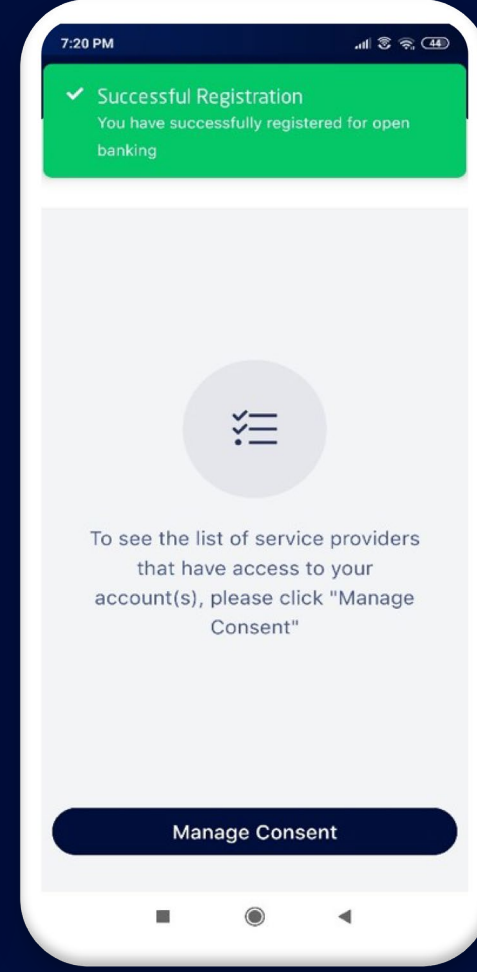 7:20 PM
44
Successful Registration
You have successfully registered for open
banking
To see the list of service providers
that have access to your
account(s), please click "Manage
Consent"
Manage Consent